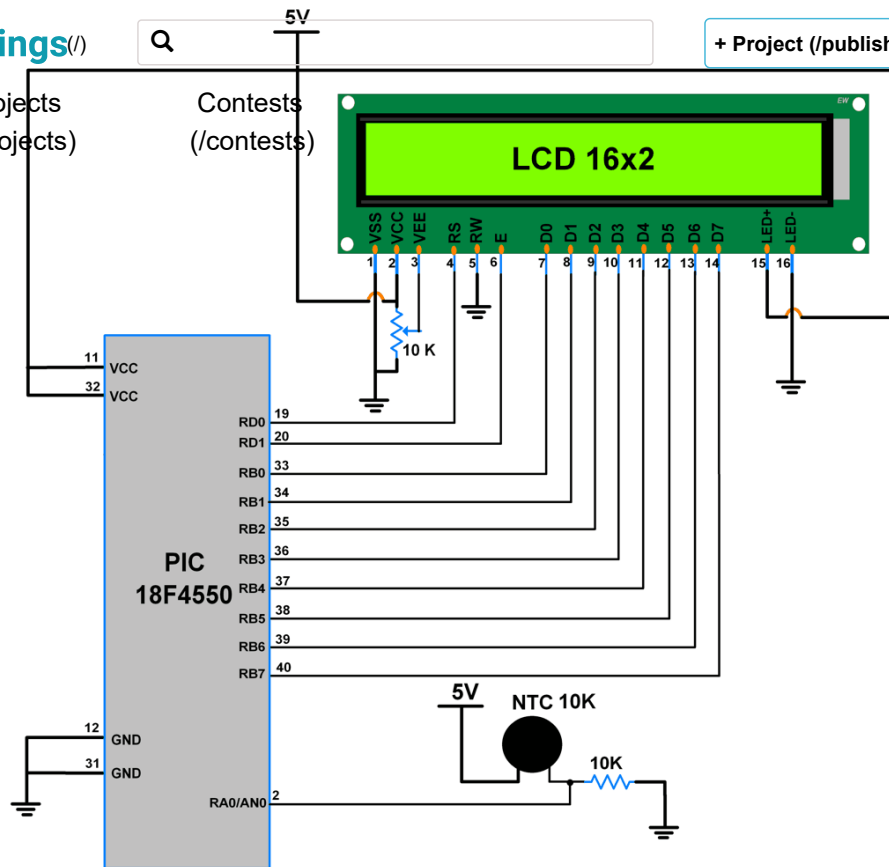 5V
ings(/)
+ Project (/publish
ojects
ojects)
Contests
(/contests)
EW
LCD 16x2
VSS VCC VEE RS RW E D0 D1 D2 D3 D4 D5 D6 D7 LED+ LED-
1 2 3 4 5 6 7 8 9 10 11 12 13 14 15 16
10 K
11 VCC
32 VCC
RD0 19
RD1 20
RB0 33
RB1 34
RB2 35
RB3 36
PIC
18F4550
RB4 37
RB5 38
RB6 39
RB7 40
5V
NTC 10K
12 GND
10K
31 GND
RA0/AN0 2